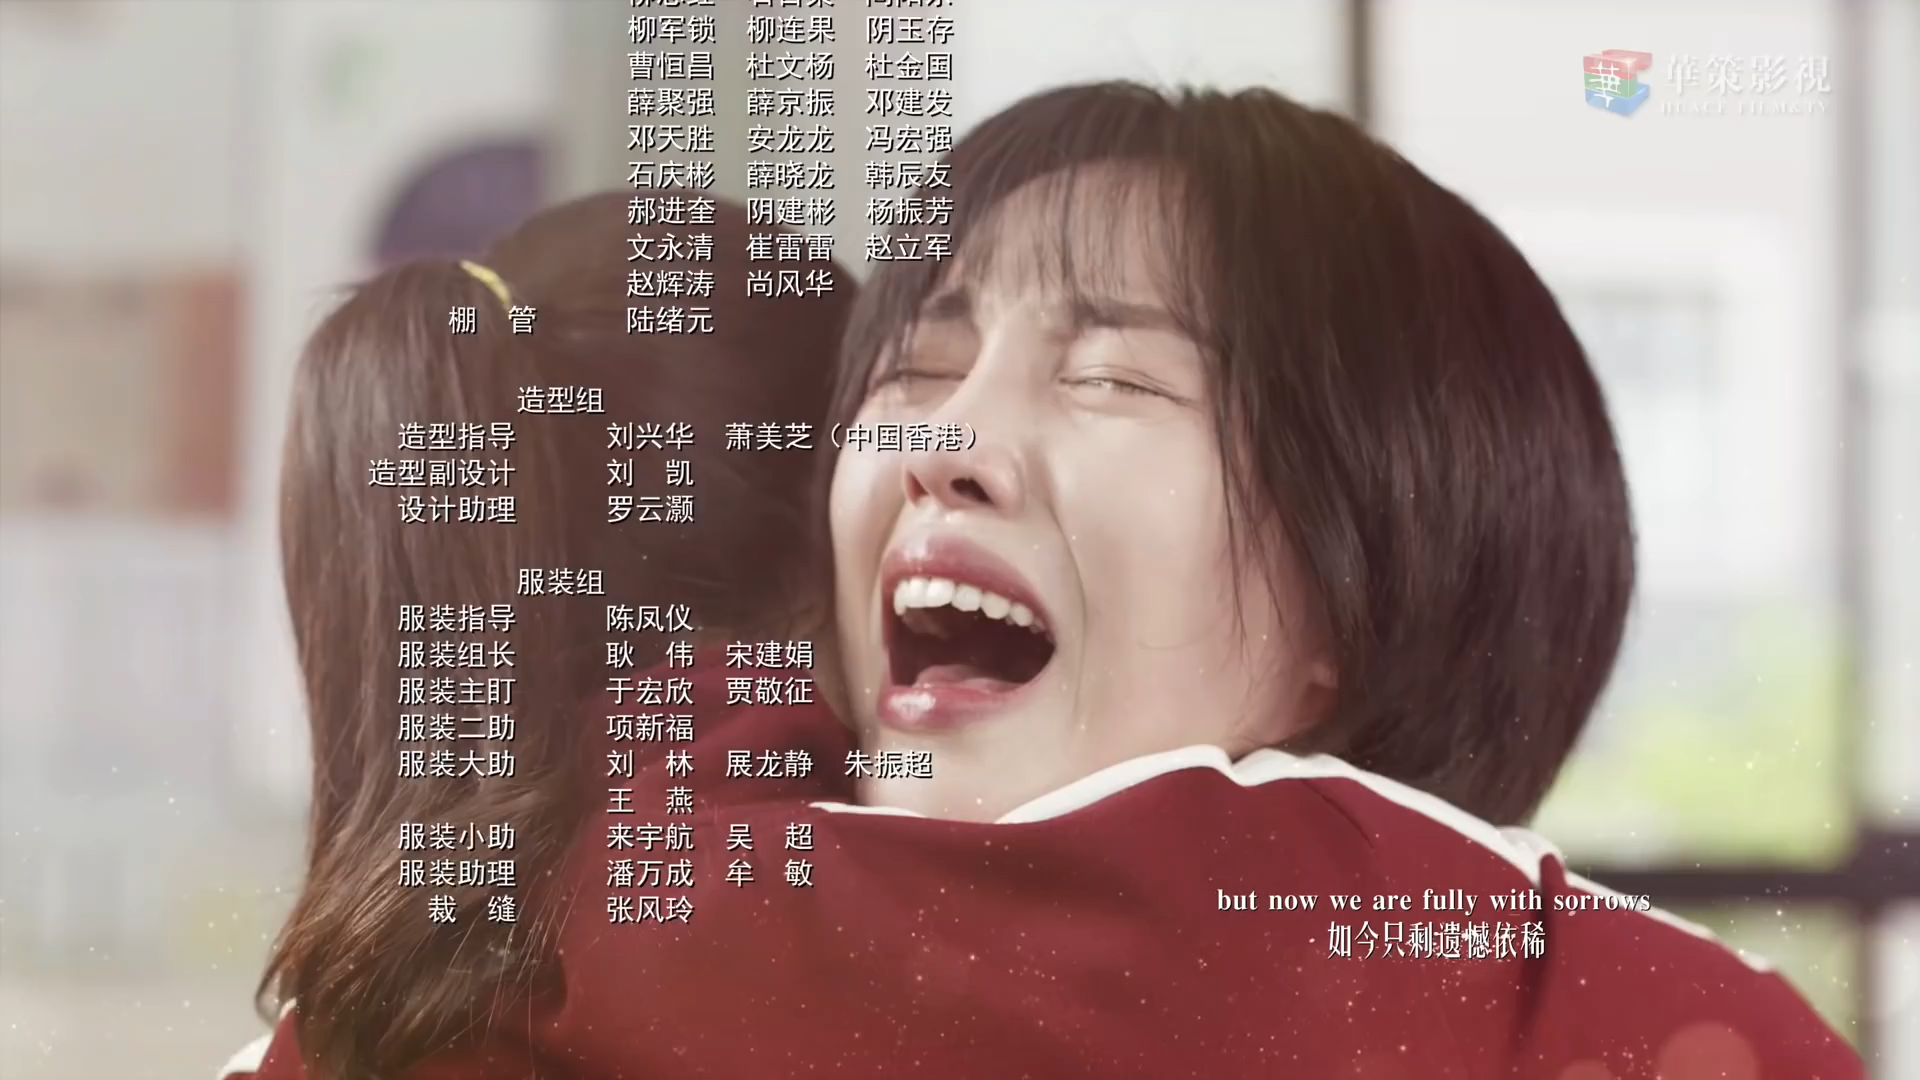 柳军锁 柳连果 阴玉存
曹恒昌 杜文杨 杜金国
薛聚强 薛京振 邓建发
邓天胜 安龙龙 冯宏强
石庆彬 薛晓龙 韩辰友
郝进奎 阴建彬 杨振芳
文永清 崔雷雷 赵立军
赵辉涛 尚风华
棚 管 陆绪元
造型组
造型指导 刘兴华 萧美芝（中国香港）
造型副设计 刘 凯
设计助理 罗云灏
服装组
服装指导 陈凤仪
服装组长 耿 伟 宋建娟
服装主盯 于宏欣 贾敬征
服装二助 项新福
服装大助 刘 林 展龙静 朱振超
王 燕
服装小助 来宇航 吴 超
服装助理 潘万成 牟 敏
裁 缝 张风玲
華策影視
HUACE FILM&TV
but now we are fully with sorrows
如今只剩遗憾依稀